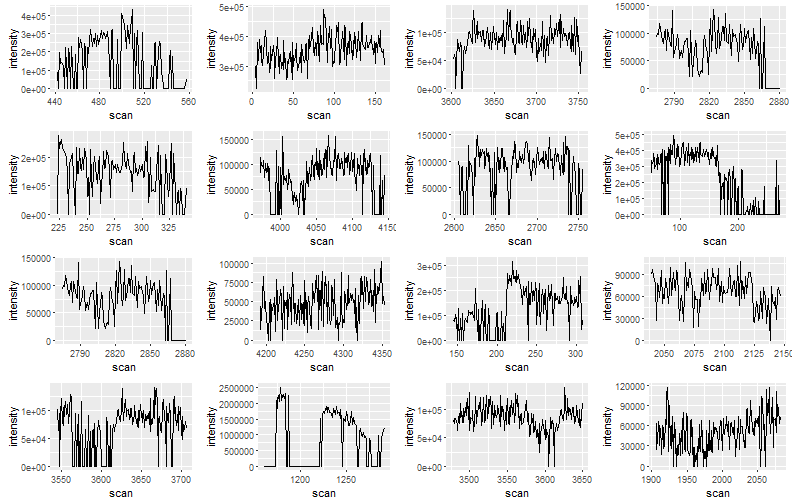 intensity
4e+05
3e+05
2e+05
1e+05
0e+00
440 480 520 560
scan
intensity
5e+05
4e+05
3e+05
0 50 100 150
scan
intensity
1e+05
5e+04
0e+00
3600 3650 3700 3750
scan
intensity
150000
100000
50000
0
2790 2820 2850 2880
scan
intensity
2e+05
1e+05
0e+00
225 250 275 300 325
scan
intensity
150000
100000
50000
0
4000 4050 4100 4150
scan
intensity
150000
100000
50000
0
2600 2650 2700 2750
scan
intensity
5e+05
4e+05
3e+05
2e+05
1e+05
0e+00
100 200
scan
intensity
150000
100000
50000
0
2790 2820 2850 2880
scan
intensity
100000
75000
50000
25000
0
4200 4250 4300 4350
scan
intensity
3e+05
2e+05
1e+05
0e+00
150 200 250 300
scan
intensity
90000
60000
30000
0
2050 2075 2100 2125 2150
scan
intensity
1e+05
5e+04
0e+00
3550 3600 3650 3700
scan
intensity
2500000
2000000
1500000
1000000
500000
0
1200 1250
scan
intensity
1e+05
5e+04
0e+00
3500 3550 3600 3650
scan
intensity
120000
90000
60000
30000
0
1900 1950 2000 2050
scan